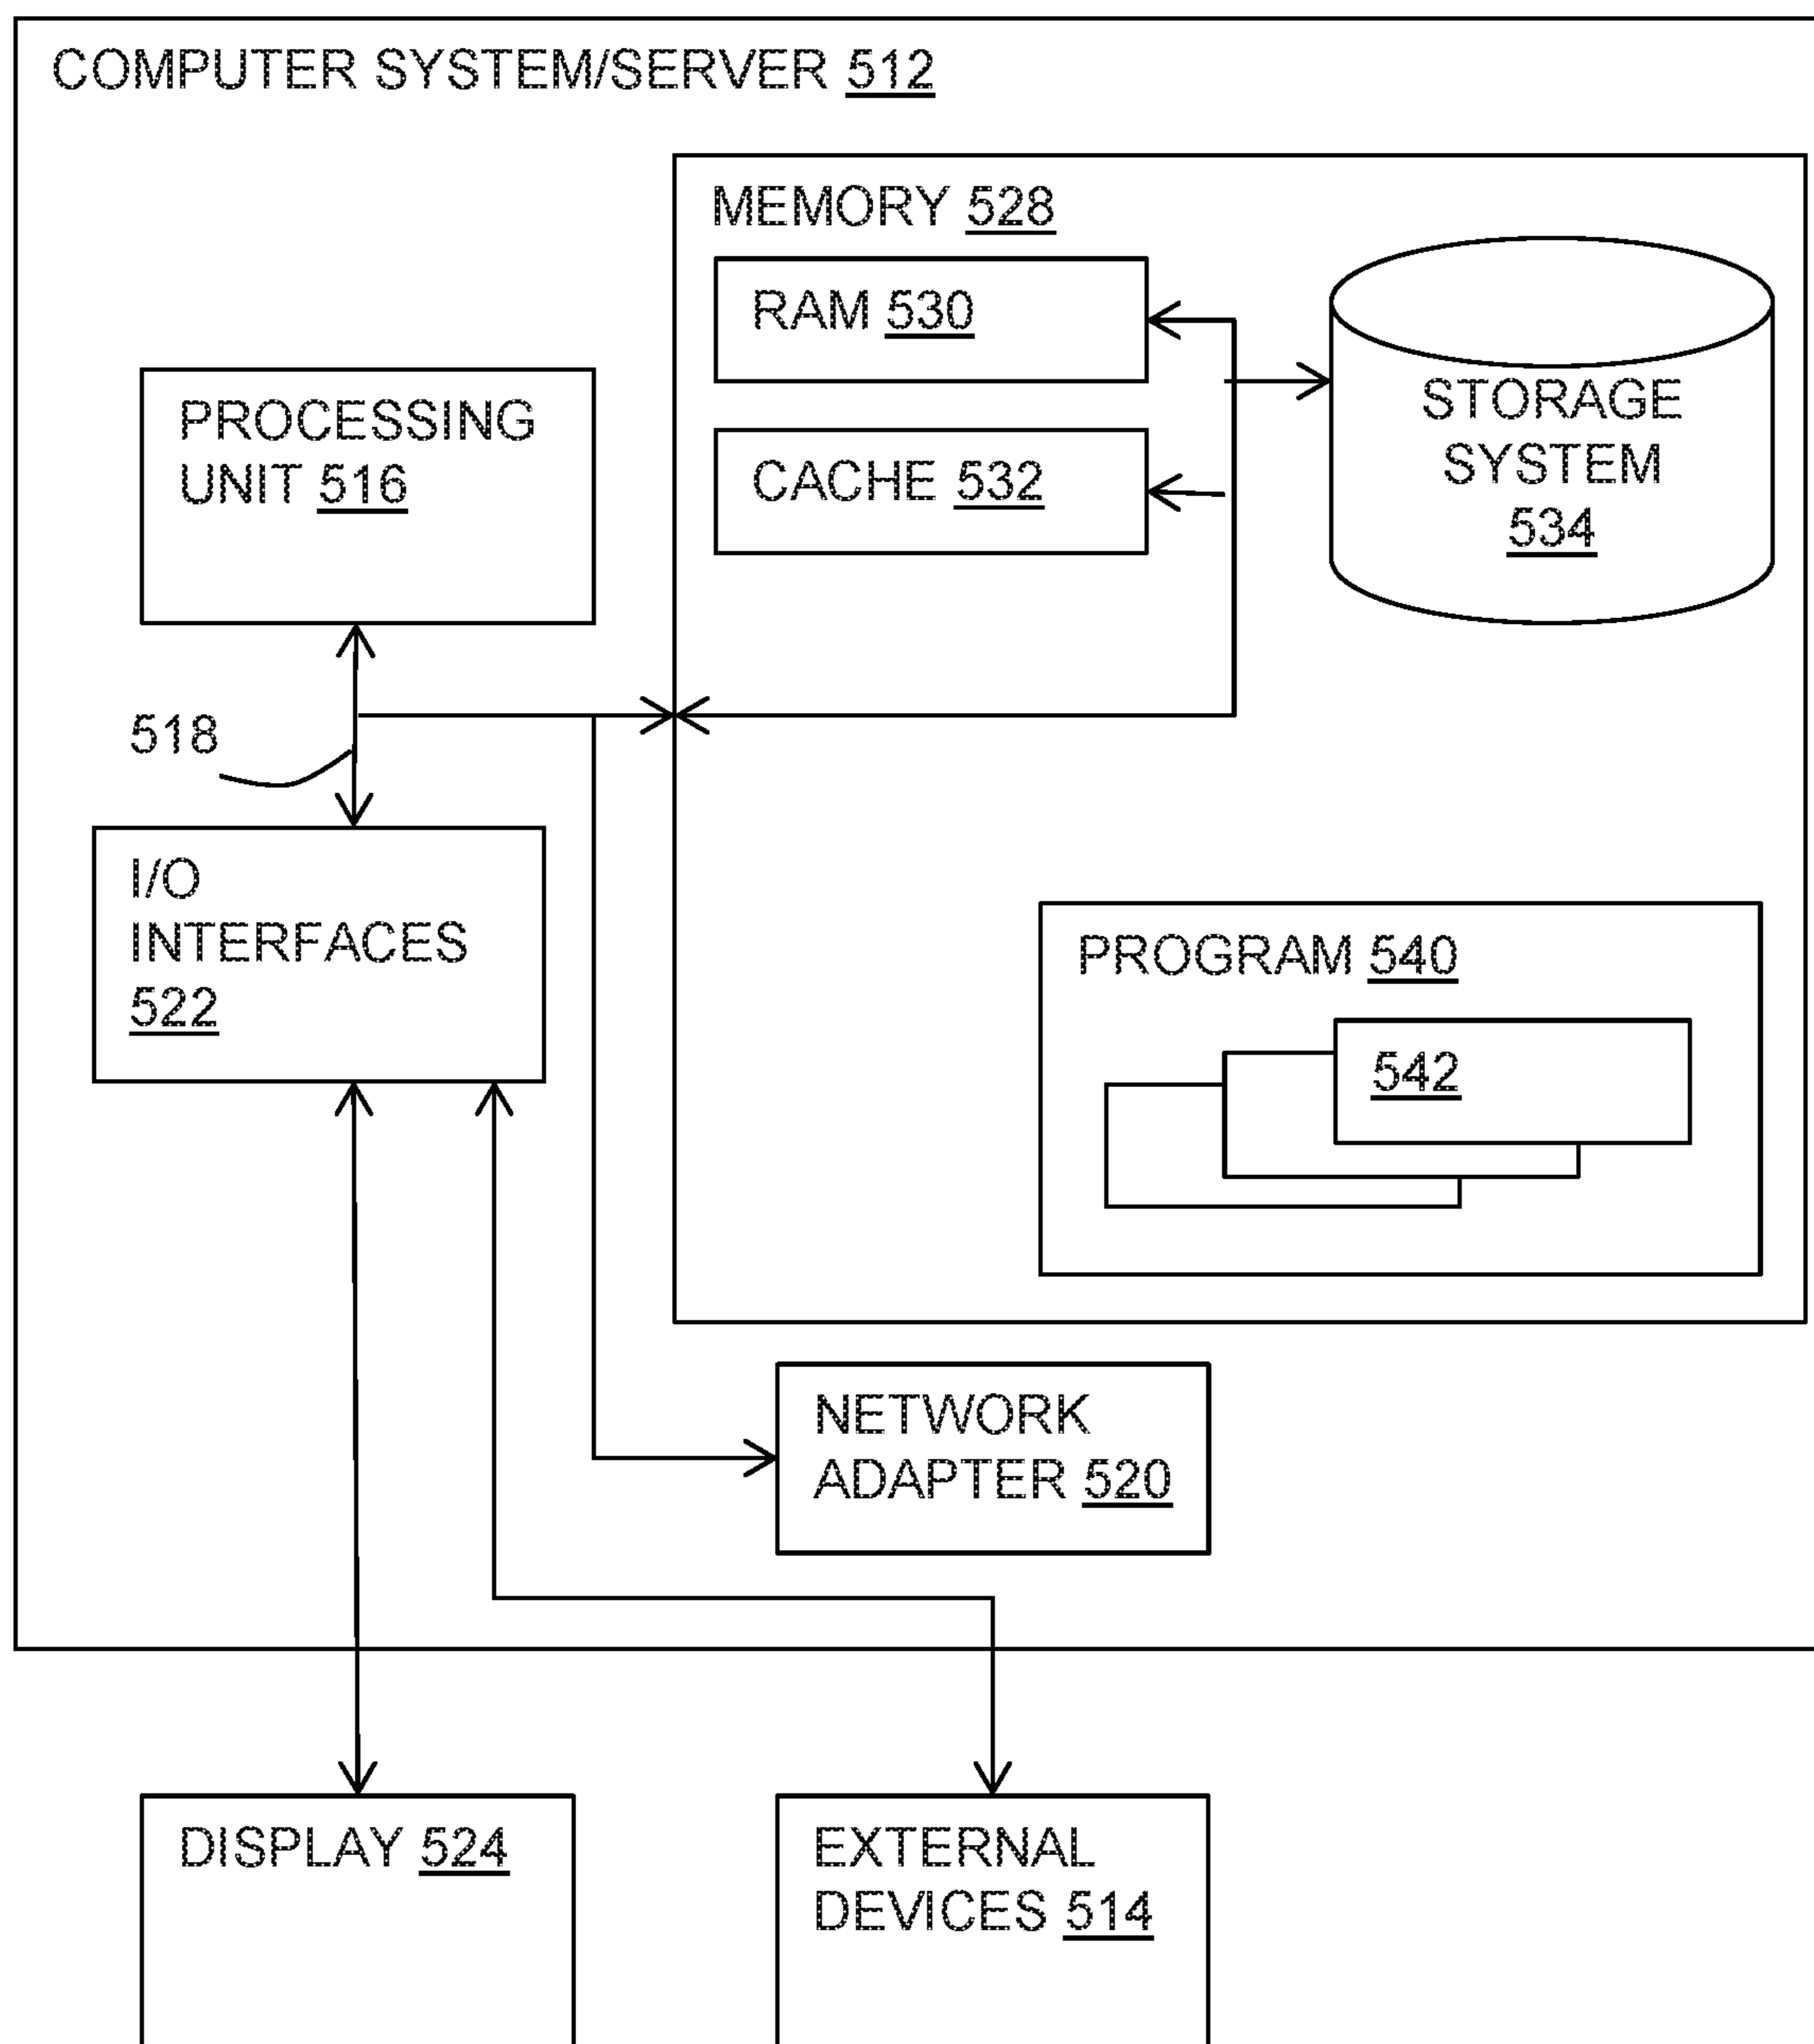 COMPUTER SYSTEM/SERVER 512
MEMORY 528
RAM 530
STORAGE
SYSTEM
534
CACHE 532
PROCESSING
UNIT 516
518
I/O
INTERFACES
522
PROGRAM 540
542
NETWORK
ADAPTER 520
DISPLAY 524
EXTERNAL
DEVICES 514